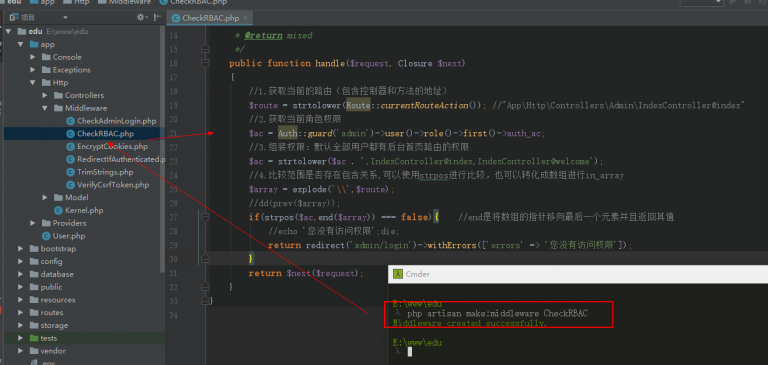 edu app Http Middleware CheckRBAC.php
项目
CheckRBAC.php
edu E:\www\edu
app
Console
Exceptions
Http
Controllers
Middleware
CheckAdminLogin.php
CheckRBAC.php
EncryptCookies.php
RedirectIfAuthenticated.p
TrimStrings.php
VerifyCsrfToken.php
Model
Kernel.php
Providers
User.php
bootstrap
config
database
public
resources
routes
storage
tests
vendor
.env
14 * @return mixed
15 */
16 public function handle($request, Closure $next)
17 {
18 //1.获取当前的路由（包含控制器和方法的地址）
19 $route = strtolower(Route::currentRouteAction()); //"App\Http\Controllers\Admin\IndexController@index"
20 //2.获取当前角色权限
21 $ac = Auth::guard('admin')->user()->role()->first()->auth_ac;
22 //3.组装权限：默认全部用户都有后台首页路由的权限
23 $ac = strtolower($ac . ',IndexController@index,IndexController@welcome');
24 //4.比较范围是否存在包含关系,可以使用strpos进行比较，也可以转化成数组进行in_array
25 $array = explode('\\',$route);
26 //dd(prev($array));
27 if(strpos($ac,end($array)) === false){ //end是将数组的指针移向最后一个元素并且返回其值
28 //echo '您没有访问权限';die;
29 return redirect('admin/login')->withErrors(['errors' => '您没有访问权限']);
30 }
31 return $next($request);
32 }
33 }
34
Cmder
E:\www\edu
λ php artisan make:middleware CheckRBAC
Middleware created successfully.
E:\www\edu
λ